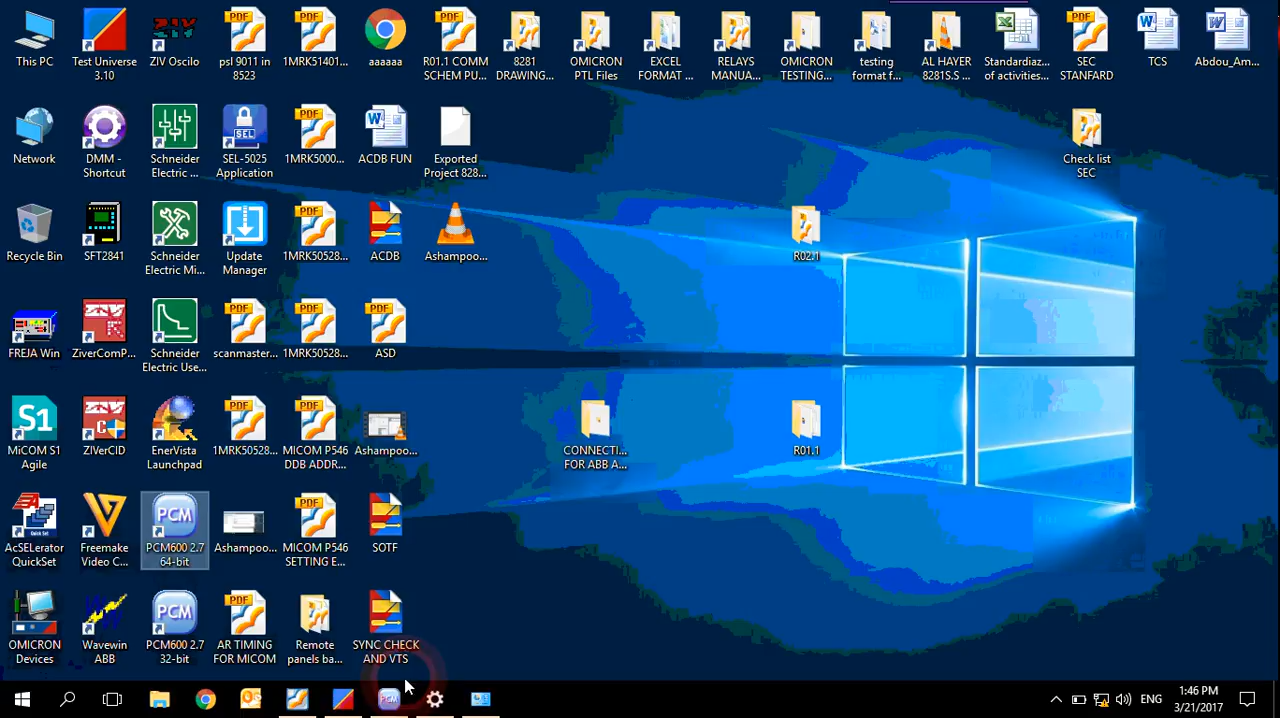 This PC
Test Universe
3.10
ZIV Oscilo
psl 9011 in
8523
1MRK51401...
aaaaaa
R01.1 COMM
SCHEM PU...
8281
DRAWING...
OMICRON
PTL Files
EXCEL
FORMAT ...
RELAYS
MANUA...
OMICRON
TESTING...
testing
format f...
AL HAYER
8281S.S ...
Standardiaz...
of activities...
SEC
STANFARD
TCS
Abdou_Am...
Network
DMM -
Shortcut
Schneider
Electric ...
SEL-5025
Application
1MRK5000...
ACDB FUN
Exported
Project 828...
Check list
SEC
Recycle Bin
SFT2841
Schneider
Electric Mi...
Update
Manager
1MRK50528...
ACDB
Ashampoo...
R02.1
FREJA Win
ZiverComP...
Schneider
Electric Use...
scanmaster...
1MRK50528...
ASD
MiCOM S1
Agile
ZIVerCID
EnerVista
Launchpad
1MRK50528...
MICOM P546
DDB ADDR...
Ashampoo...
CONNECTI...
FOR ABB A...
R01.1
AcSELerator
QuickSet
Freemake
Video C...
PCM600 2.7
64-bit
Ashampoo...
MICOM P546
SETTING E...
SOTF
OMICRON
Devices
Wavewin
ABB
PCM600 2.7
32-bit
AR TIMING
FOR MICOM
Remote
panels ba...
SYNC CHECK
AND VTS
ENG
1:46 PM
3/21/2017